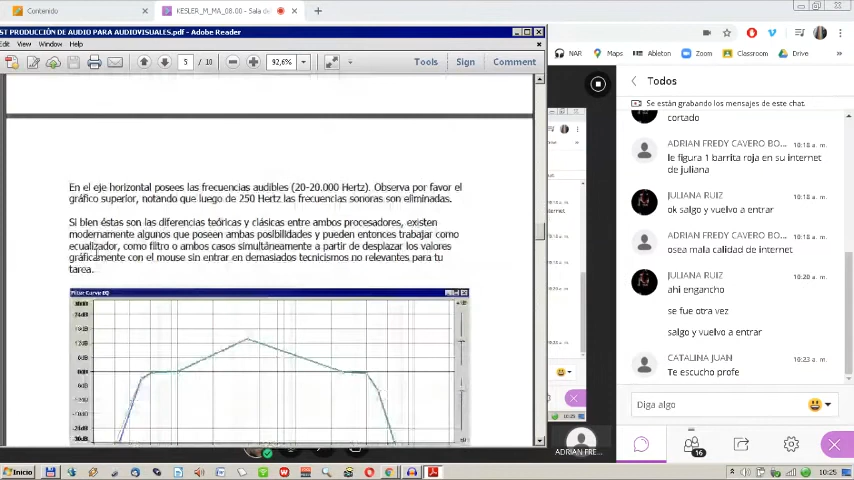 Contenido
KESLER_M_MA_08.00 - Sala de
ST PRODUCCIÓN DE AUDIO PARA AUDIOVISUALES.pdf - Adobe Reader
Edit View Window Help
5 / 18
92,6%
Tools Sign Comment
NAR Maps Ableton Zoom Classroom Drive
En el eje horizontal posees las frecuencias audibles (20-20.000 Hertz). Observa por favor el
gráfico superior, notando que luego de 250 Hertz las frecuencias sonoras son eliminadas.
Si bien éstas son las diferencias teóricas y clásicas entre ambos procesadores, existen
modernamente algunos que poseen ambas posibilidades y pueden entonces trabajar como
ecualizador, como filtro o ambos casos simultáneamente a partir de desplazar los valores
gráficamente con el mouse sin entrar en demasiados tecnicismos no relevantes para tu
tarea.
Todos
Se están grabando los mensajes de este chat.
cortado
ADRIAN FREDY CAVERO BO... 10:18 a. m.
le figura 1 barrita roja en su internet
de juliana
JULIANA RUIZ 10:18 a. m.
ok salgo y vuelvo a entrar
ADRIAN FREDY CAVERO BO... 10:18 a. m.
osea mala calidad de internet
JULIANA RUIZ 10:20 a. m.
ahi engancho
se fue otra vez
salgo y vuelvo a entrar
CATALINA JUAN 10:23 a. m.
Te escucho profe
Diga algo
ADRIAN FRE...
16
Inicio
10:25